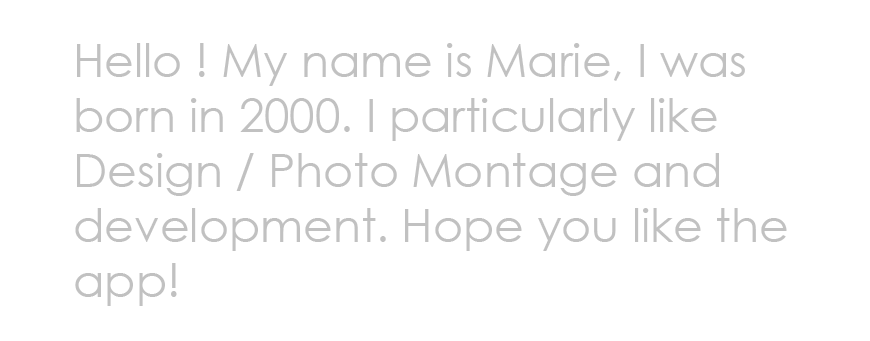 Hello ! My name is Marie, I was
born in 2000. I particularly like
Design / Photo Montage and
development. Hope you like the
app!